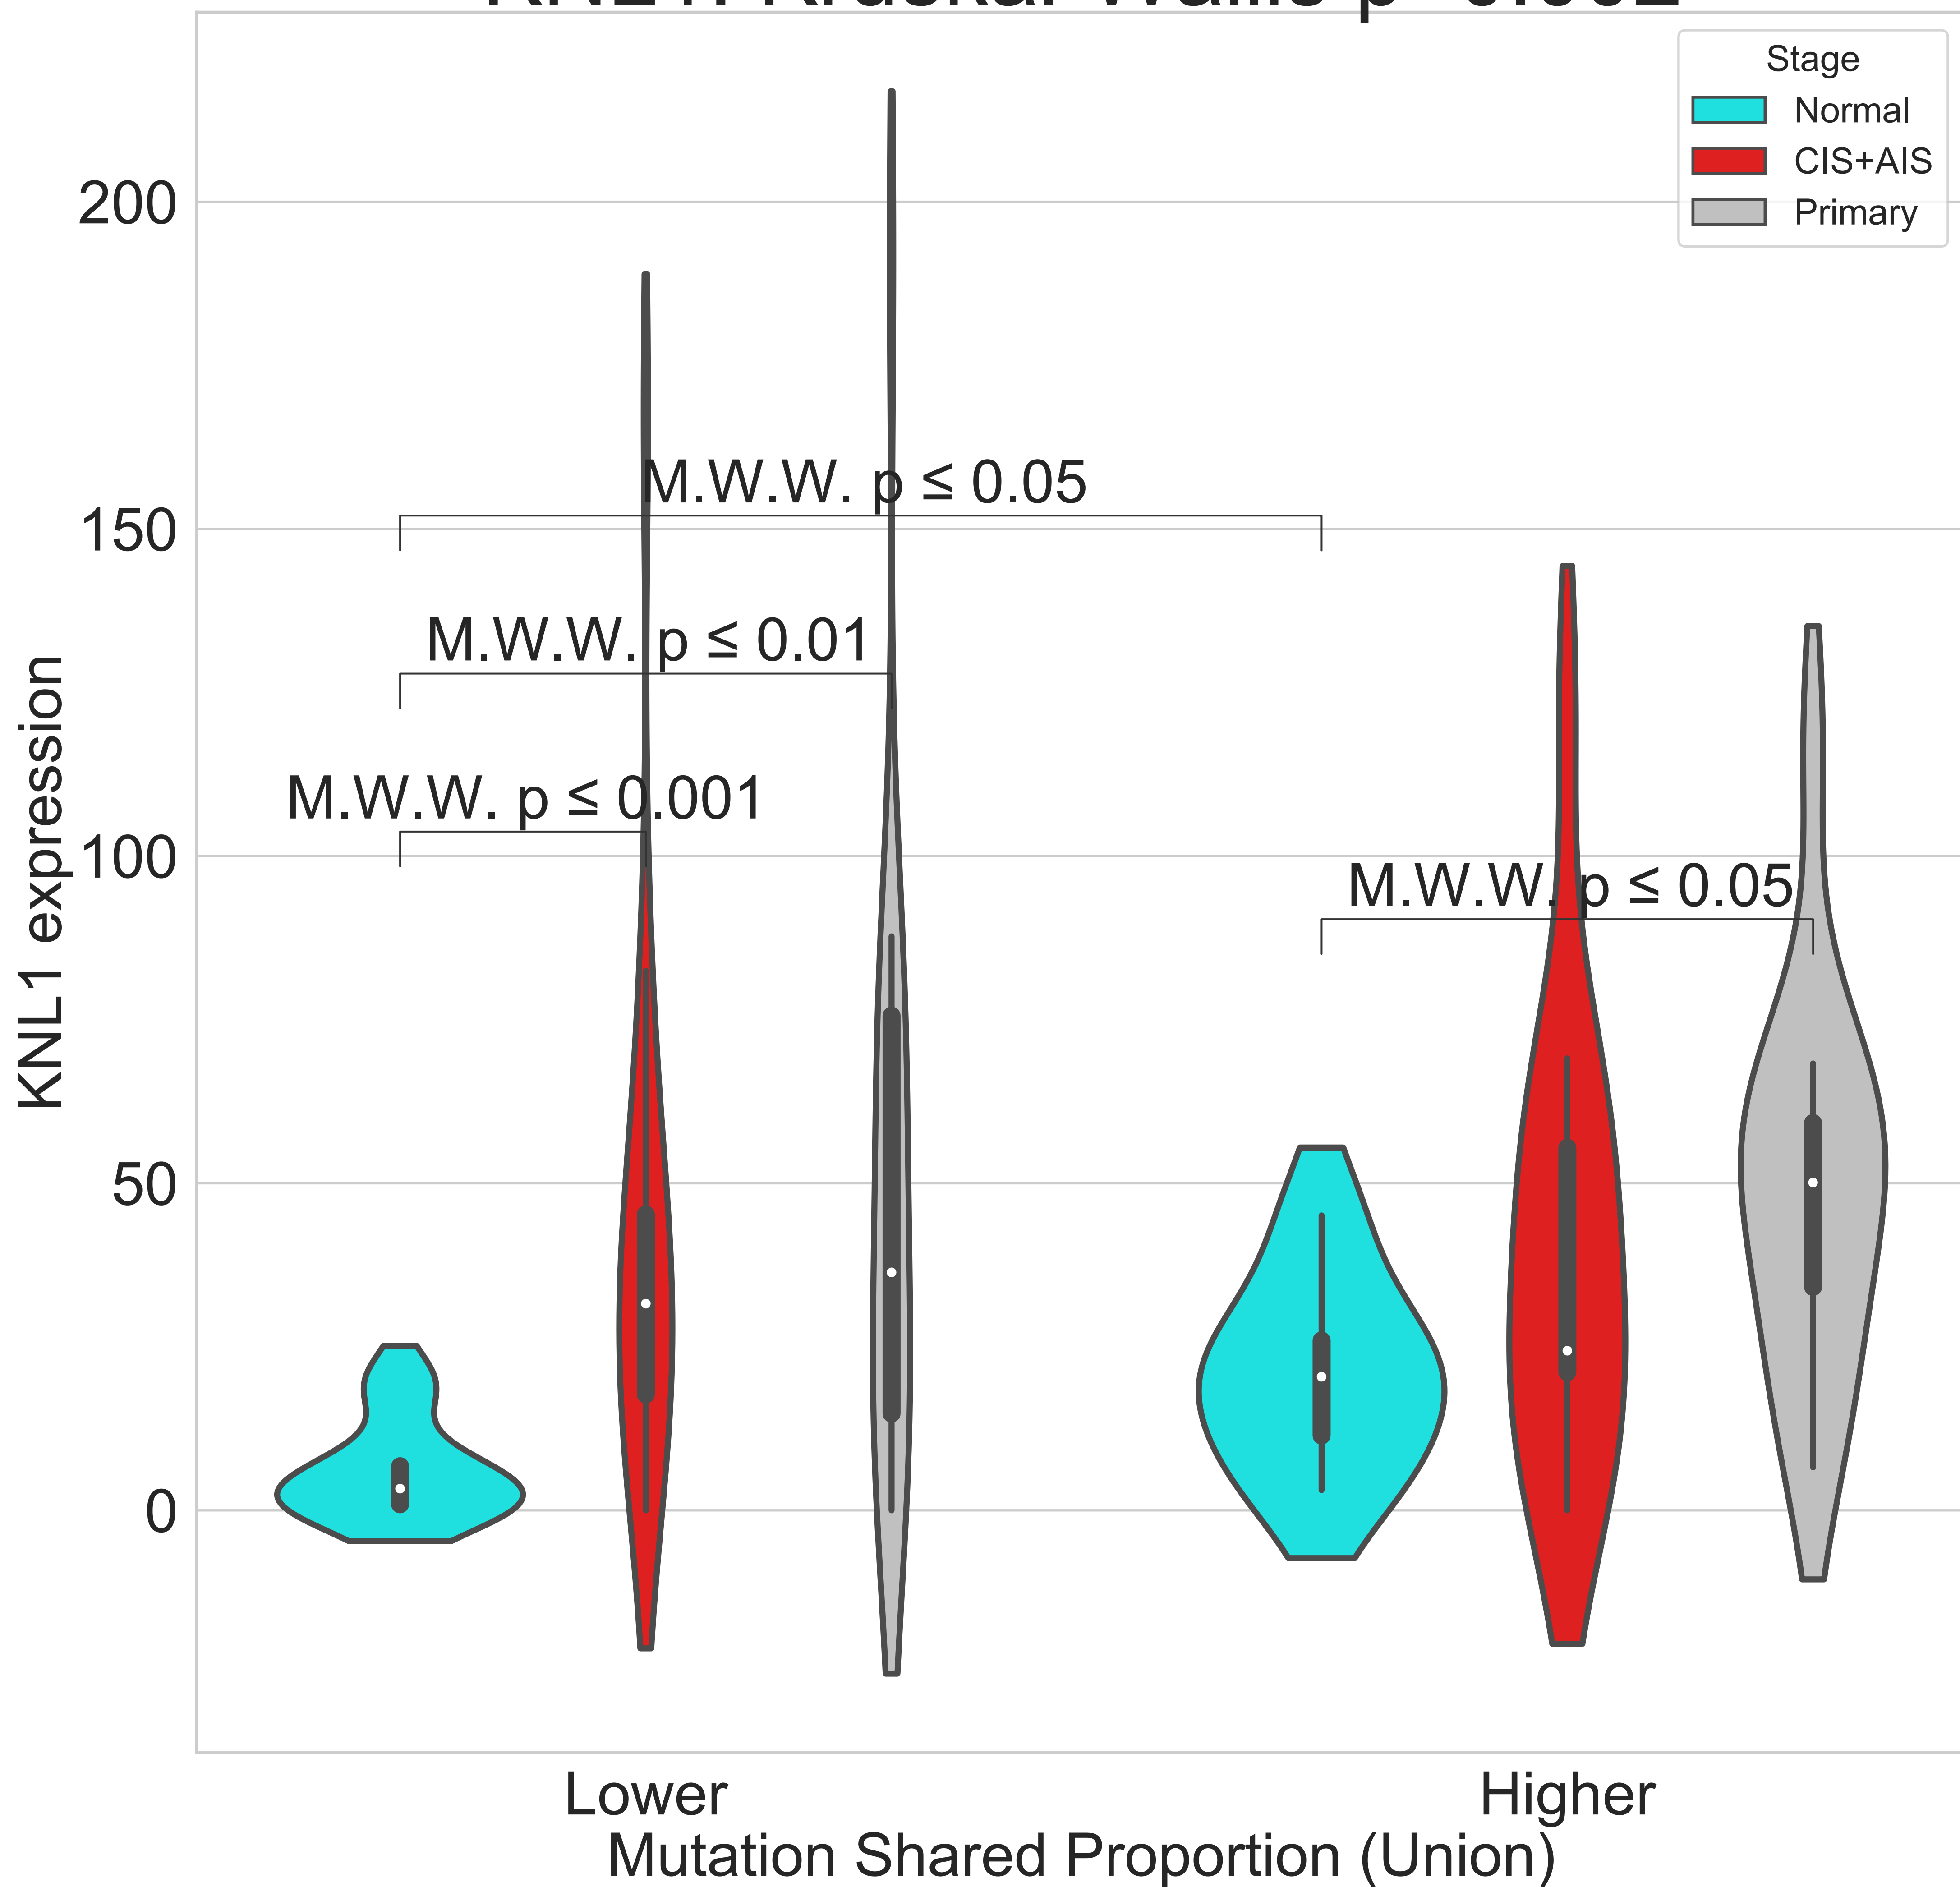 Stage
Normal
CIS+AIS
Primary
200
150
100
50
0
KNL1 expression
M.W.W. p ≤ 0.05
M.W.W. p ≤ 0.01
M.W.W. p ≤ 0.001
M.W.W. p ≤ 0.05
Lower
Higher
Mutation Shared Proportion (Union)